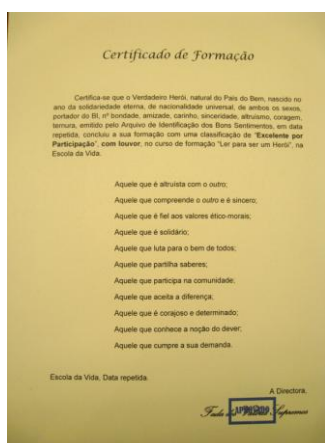 Certificado de Formação
Certifica-se que o Verdadeiro Herói, natural do País do Bem, nascido no
ano da solidariedade eterna, de nacionalidade universal, de ambos os sexos,
portador do BI, nº bondade, amizade, carinho, sinceridade, altruísmo, coragem,
ternura, emitido pelo Arquivo de Identificação dos Bons Sentimentos, em data
repetida, concluiu a sua formação com uma classificação de "Excelente por
Participação", com louvor, no curso de formação "Ler para ser um Herói", na
Escola da Vida.
Aquele que é altruísta com o outro;
Aquele que compreende o outro e é sincero;
Aquele que é fiel aos valores ético-morais;
Aquele que é solidário;
Aquele que luta para o bem de todos;
Aquele que partilha saberes;
Aquele que participa na comunidade;
Aquele que aceita a diferença;
Aquele que é corajoso e determinado;
Aquele que conhece a noção do dever;
Aquele que cumpre a sua demanda.
Escola da Vida, Data repetida.
A Directora,
APROVADO Supremos